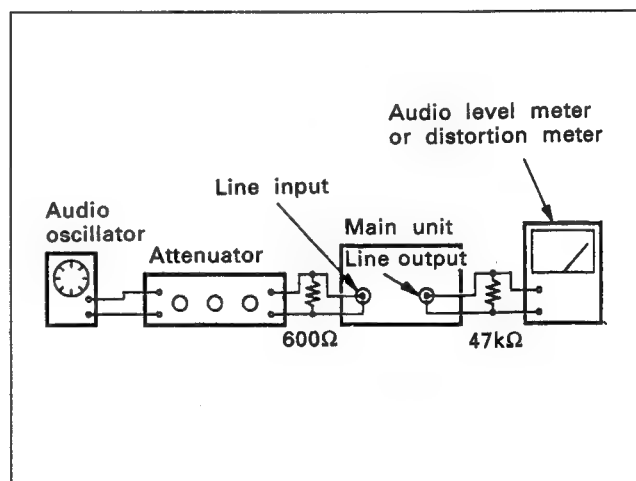 Audio level meter
or distortion meter
Line input
Audio
oscillator
Attenuator
Main unit
Line output
600Ω
47kΩ